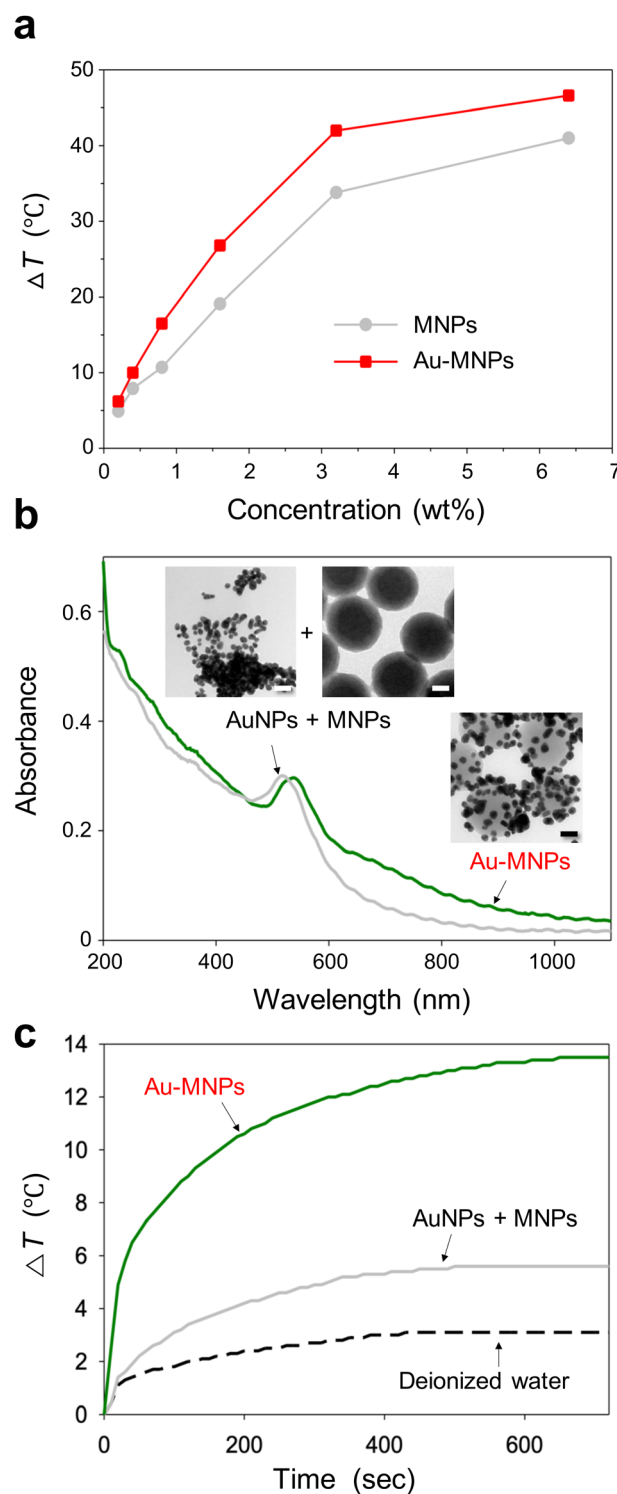 a
50
40
30
20
10
0
△T (℃)
MNPs
Au-MNPs
0 1 2 3 4 5 6 7
Concentration (wt%)
b
0.6
0.4
0.2
0
Absorbance
+
AuNPs + MNPs
Au-MNPs
200 400 600 800 1000
Wavelength (nm)
c
14
12
10
8
6
4
2
0
△T (℃)
Au-MNPs
AuNPs + MNPs
Deionized water
0 200 400 600
Time (sec)